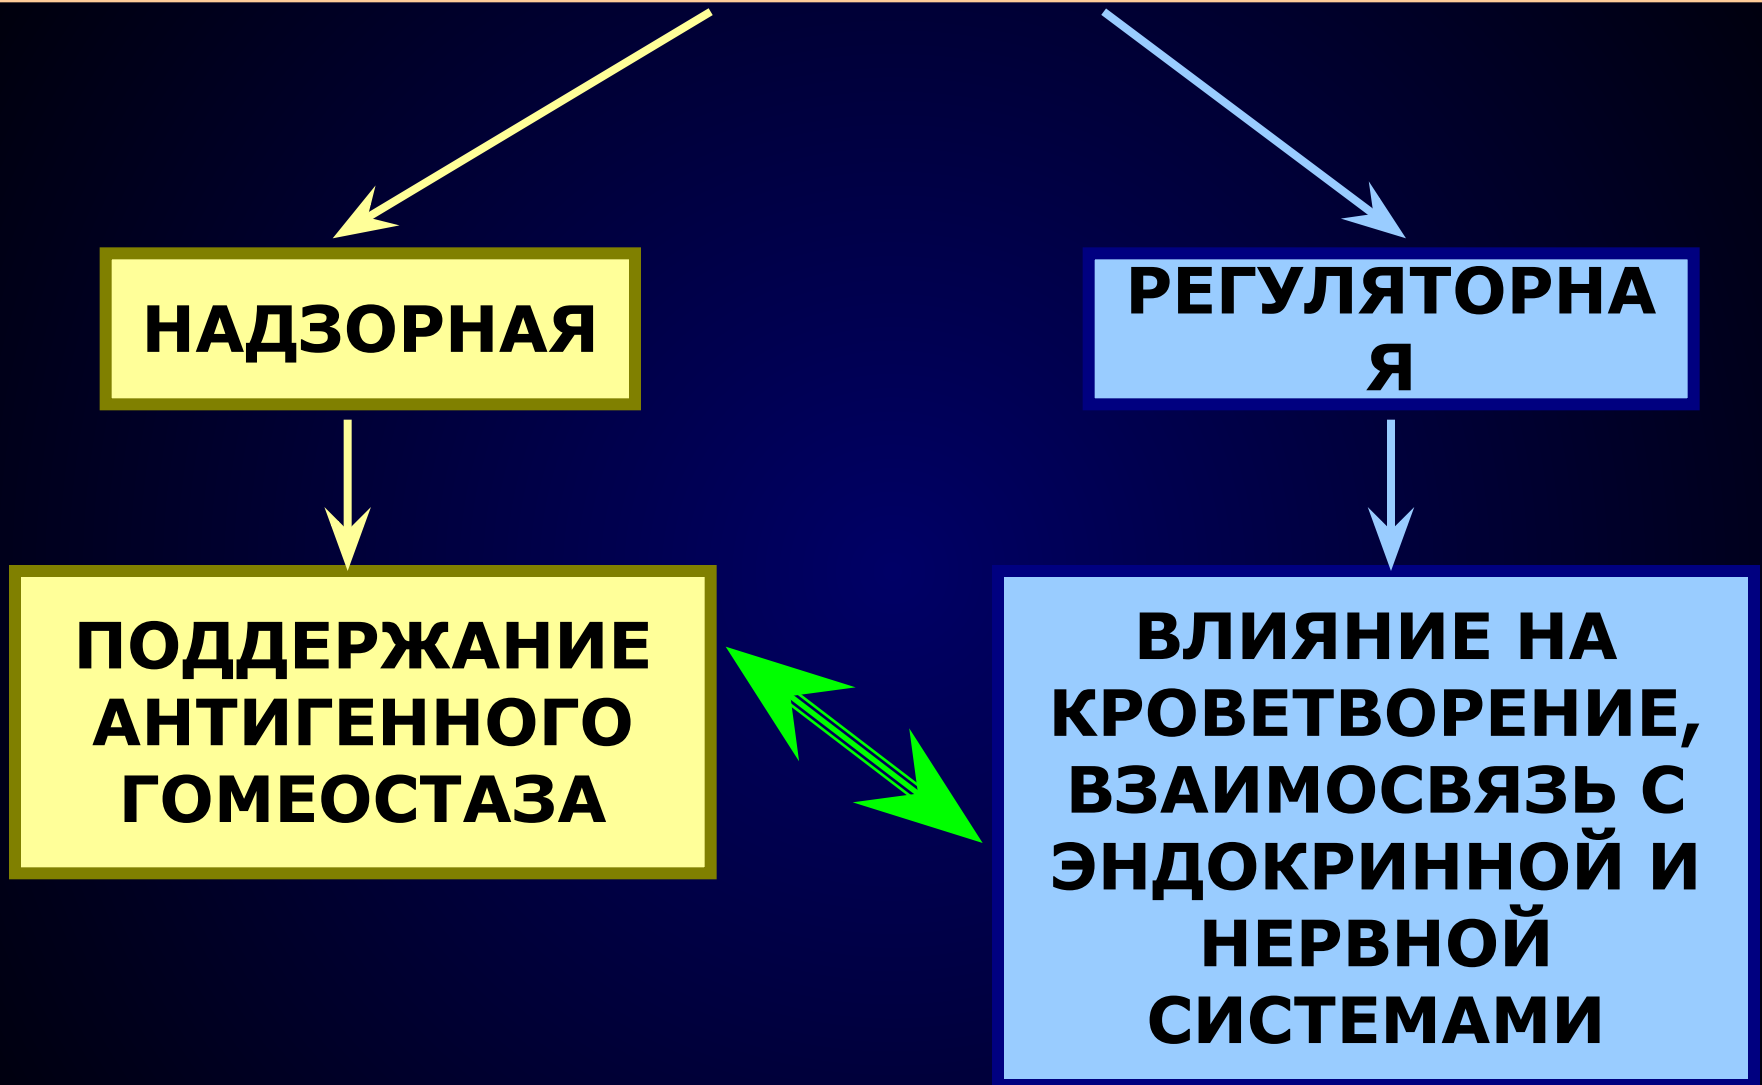 НАДЗОРНАЯ
РЕГУЛЯТОРНА
Я
ПОДДЕРЖАНИЕ
АНТИГЕННОГО
ГОМЕОСТАЗА
ВЛИЯНИЕ НА
КРОВЕТВОРЕНИЕ,
ВЗАИМОСВЯЗЬ С
ЭНДОКРИННОЙ И
НЕРВНОЙ
СИСТЕМАМИ